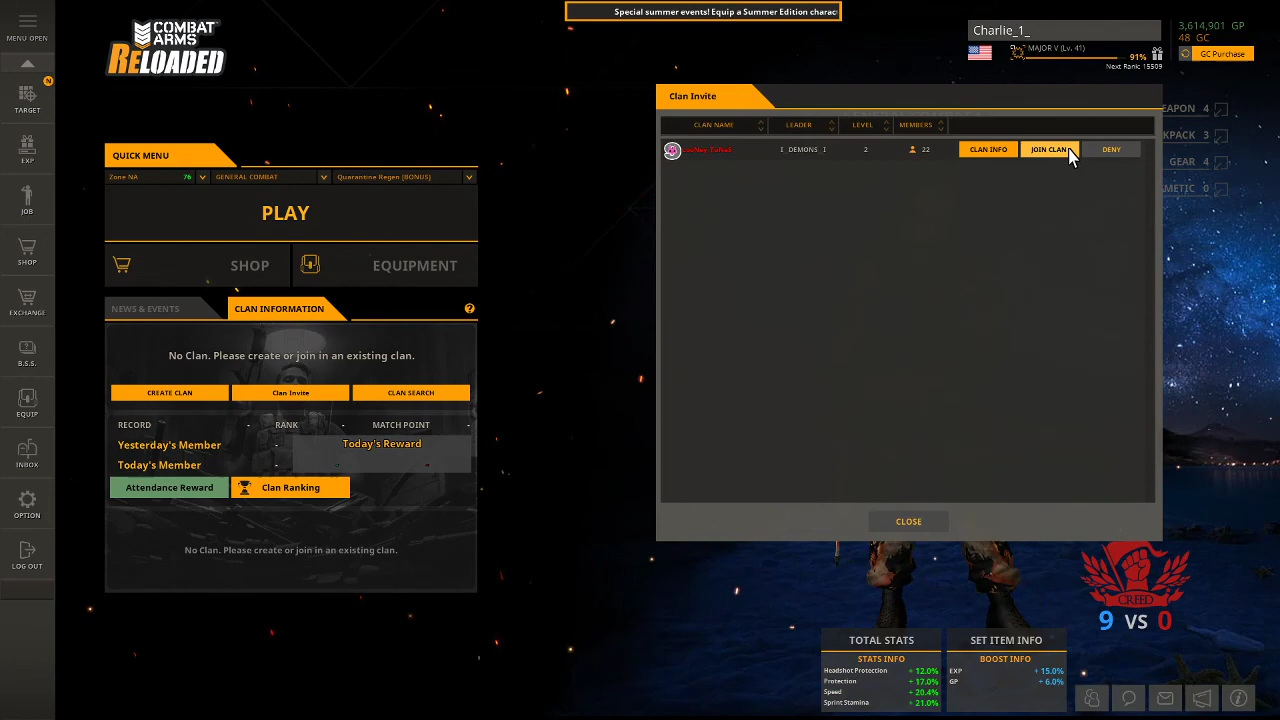 MENU OPEN
TARGET
N
EXP
JOB
SHOP
EXCHANGE
B.S.S.
EQUIP
INBOX
OPTION
LOG OUT
COMBAT
ARMS
RELOADED
Special summer events! Equip a Summer Edition charac
Charlie_1_
MAJOR V (Lv. 41)
91%
Next Rank: 15509
3,614,901 GP
48 GC
GC Purchase
QUICK MENU
Zone NA 76 GENERAL COMBAT Quarantine Regen [BONUS]
PLAY
SHOP EQUIPMENT
NEWS & EVENTS CLAN INFORMATION ?
No Clan. Please create or join in an existing clan.
CREATE CLAN Clan Invite CLAN SEARCH
RECORD - RANK - MATCH POINT -
Yesterday's Member - Today's Reward
Today's Member - - -
Attendance Reward Clan Ranking
No Clan. Please create or join in an existing clan.
Clan Invite
CLAN NAME LEADER LEVEL MEMBERS
I_DEMONS_I 2 22 CLAN INFO JOIN CLAN DENY
CLOSE
EAPON 4
KPACK 3
GEAR 4
METIC 0
CREED
9 VS 0
TOTAL STATS
STATS INFO
Headshot Protection + 12.0%
Protection + 17.0%
Speed + 20.4%
Sprint Stamina + 21.0%
SET ITEM INFO
BOOST INFO
EXP + 15.0%
GP + 6.0%